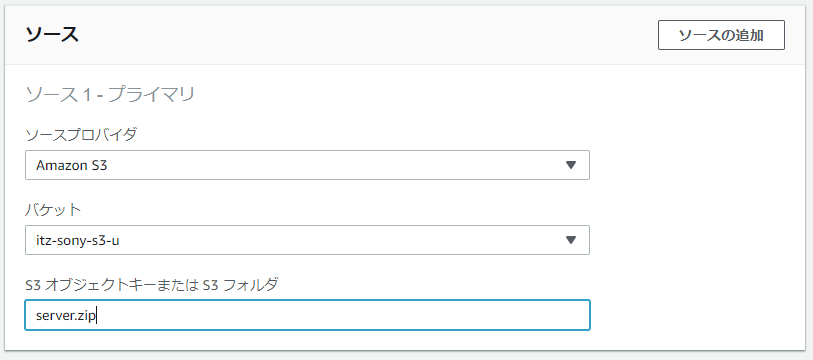 ソース
ソースの追加
ソース 1 - プライマリ
ソースプロバイダ
Amazon S3
バケット
itz-sony-s3-u
S3 オブジェクトキーまたは S3 フォルダ
server.zip